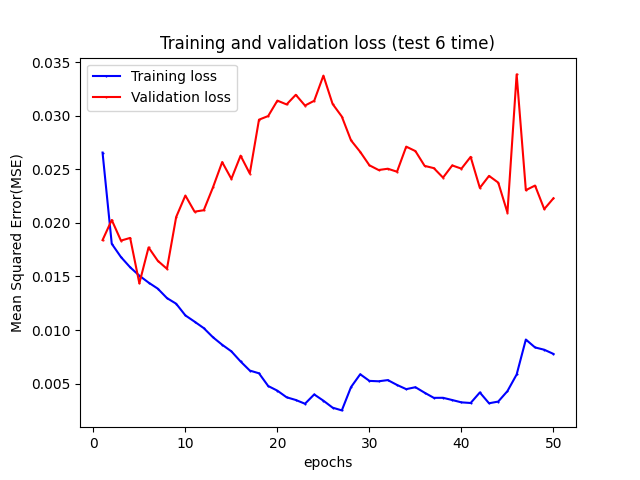 Training and validation loss (test 6 time)
Training loss
Validation loss
Mean Squared Error(MSE)
0.035
0.030
0.025
0.020
0.015
0.010
0.005
0 10 20 30 40 50
epochs